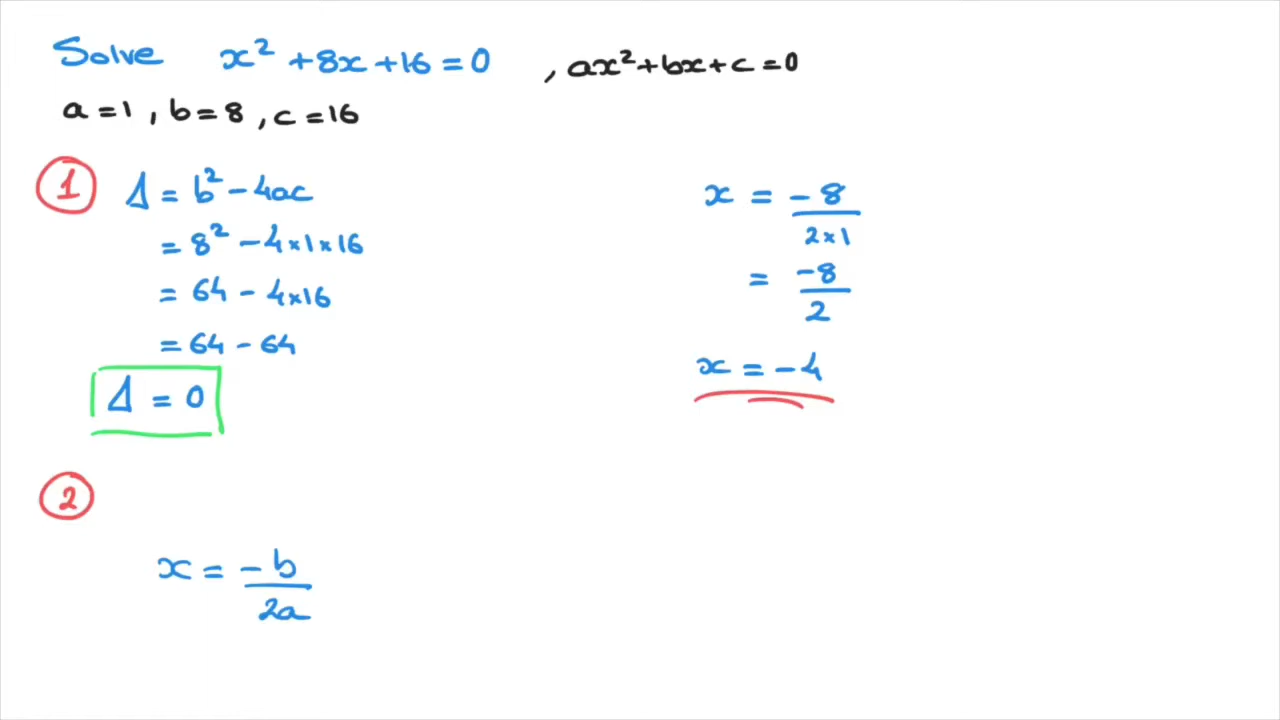 Solve x² + 8x + 16 = 0 , ax² + bx + c = 0
a = 1 , b = 8 , c = 16
1 Δ = b² - 4ac
= 8² - 4 × 1 × 16
= 64 - 4 × 16
= 64 - 64
Δ = 0
2
x = -b / 2a
x = -8 / 2 × 1
= -8 / 2
x = -4